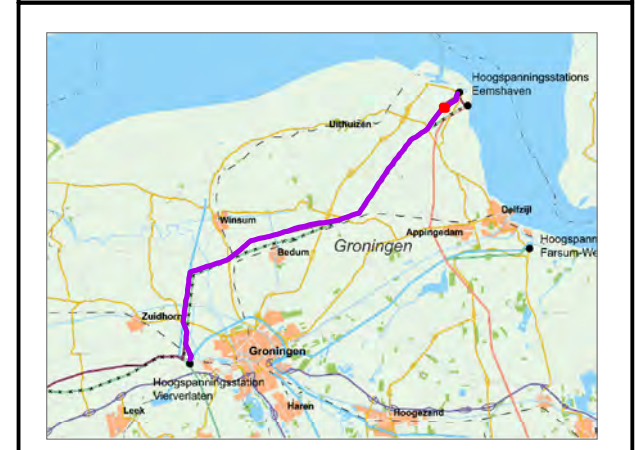 Hoogspanningsstations
Eemshaven
Uithuizen
Delfzijl
Winsum
Appingedam
Groningen
Hoogspann
Farsum-We
Bedum
Zuidhorn
Groningen
Hoogspanningsstation
Vierverlaten
Leek
Haren
Hoogezand